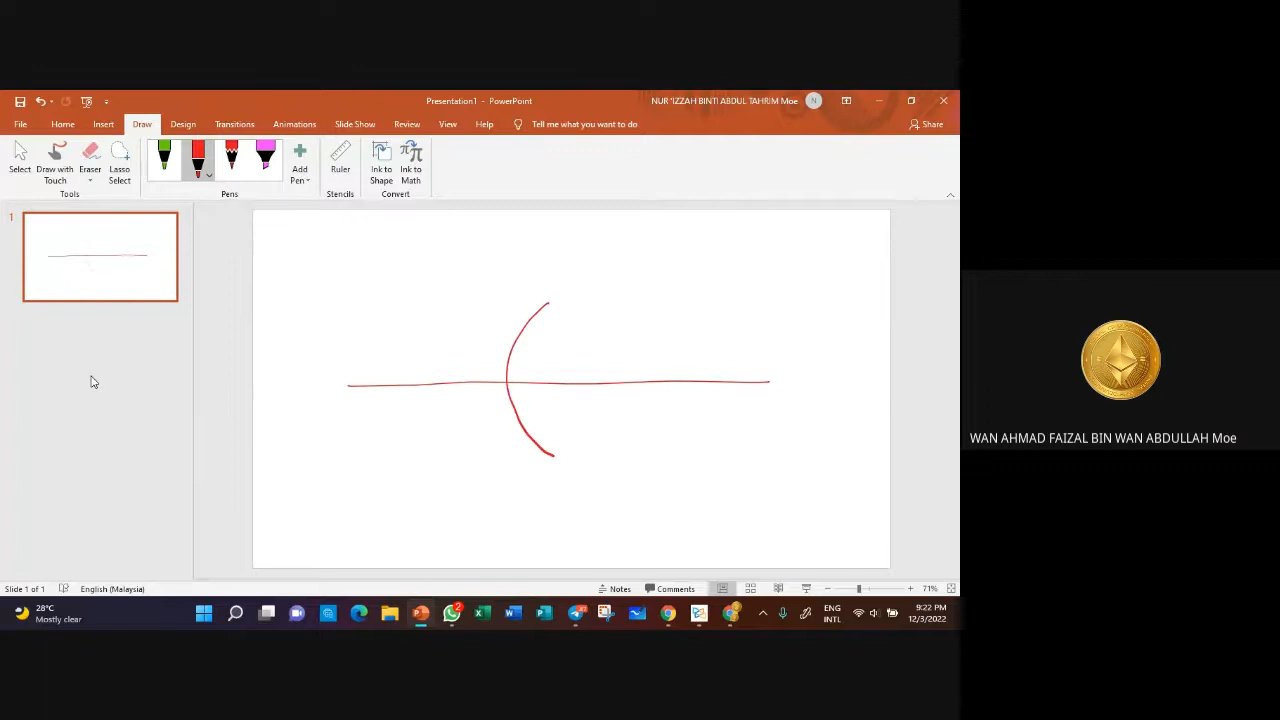 Presentation1 - PowerPoint
NUR 'IZZAH BINTI ABDUL TAHRIM Moe
N
File Home Insert Draw Design Transitions Animations Slide Show Review View Help Tell me what you want to do
Share
Select
Draw with Touch
Eraser
Lasso Select
Add Pen
Ruler
Ink to Shape
Ink to Math
Tools
Pens
Stencils
Convert
1
WAN AHMAD FAIZAL BIN WAN ABDULLAH Moe
Slide 1 of 1
English (Malaysia)
Notes
Comments
71%
28°C
Mostly clear
2
ENG
INTL
9:22 PM
12/3/2022